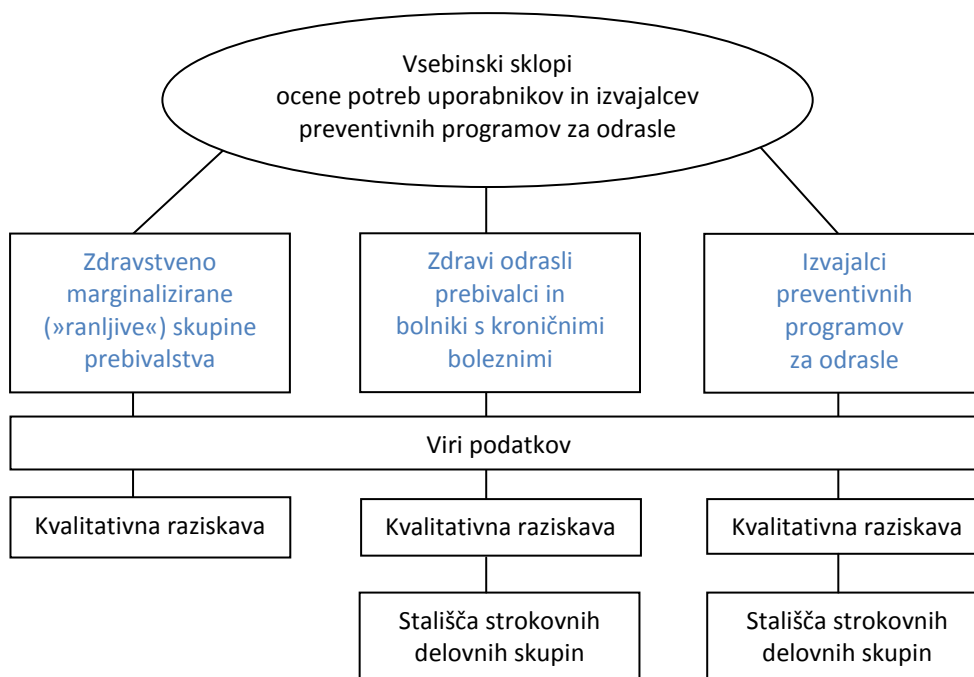 Vsebinski sklopi
ocene potreb uporabnikov in izvajalcev
preventivnih programov za odrasle
Zdravstveno
marginalizirane
(»ranljive«) skupine
prebivalstva
Zdravi odrasli
prebivalci in
bolniki s kroničnimi
boleznimi
Izvajalci
preventivnih
programov
za odrasle
Viri podatkov
Kvalitativna raziskava
Kvalitativna raziskava
Kvalitativna raziskava
Stališča strokovnih
delovnih skupin
Stališča strokovnih
delovnih skupin